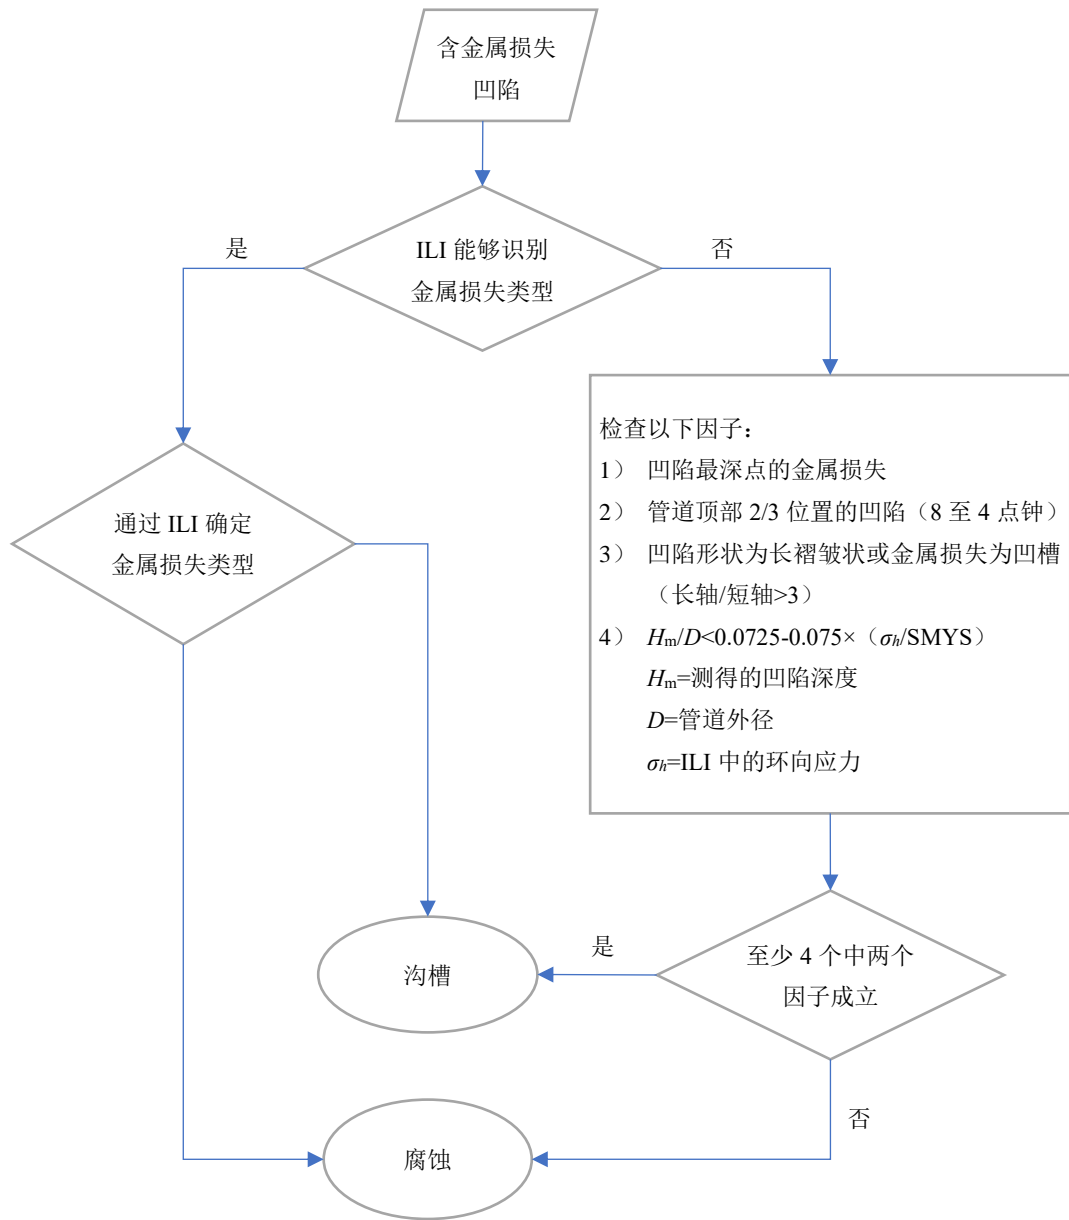 含金属损失
凹陷
ILI 能够识别
金属损失类型
是
否
通过 ILI 确定
金属损失类型
检查以下因子：
1） 凹陷最深点的金属损失
2） 管道顶部 2/3 位置的凹陷（8 至 4 点钟）
3） 凹陷形状为长褶皱状或金属损失为凹槽
（长轴/短轴>3）
4） Hm/D<0.0725-0.075×（σh/SMYS）
Hm=测得的凹陷深度
D=管道外径
σh=ILI 中的环向应力
至少 4 个中两个
因子成立
是
沟槽
否
腐蚀